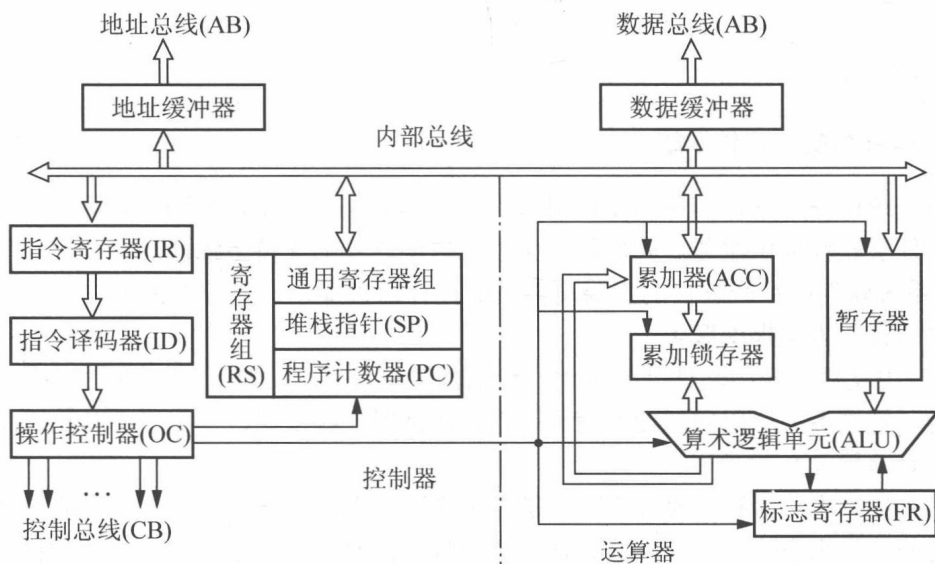 地址总线(AB)
数据总线(AB)
地址缓冲器
数据缓冲器
内部总线
指令寄存器(IR)
寄存器组(RS)
通用寄存器组
累加器(ACC)
暂存器
堆栈指针(SP)
指令译码器(ID)
累加锁存器
程序计数器(PC)
操作控制器(OC)
算术逻辑单元(ALU)
…
控制器
标志寄存器(FR)
控制总线(CB)
运算器